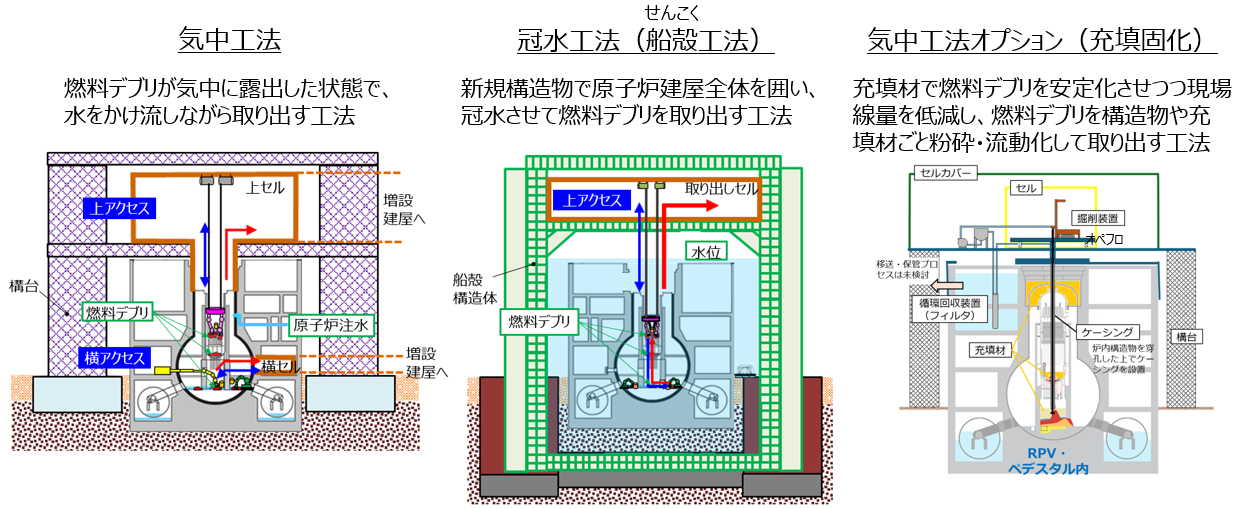 気中工法
燃料デブリが気中に露出した状態で、
水をかけ流しながら取り出す工法
上セル
上アクセス
増設
建屋へ
構台
燃料デブリ
原子炉注水
横アクセス
横セル
増設
建屋へ
せんこく
冠水工法（船殻工法）
新規構造物で原子炉建屋全体を囲い、
冠水させて燃料デブリを取り出す工法
取り出しセル
上アクセス
水位
船殻
構造体
燃料デブリ
気中工法オプション（充填固化）
充填材で燃料デブリを安定化させつつ現場
線量を低減し、燃料デブリを構造物や充
填材ごと粉砕・流動化して取り出す工法
セルカバー
セル
掘削装置
オペフロ
移送・保管プロ
セスは未検討
循環回収装置
（フィルタ）
ケーシング
炉内構造物を穿
孔した上でケー
シングを設置
充填材
構台
RPV・
ペデスタル内